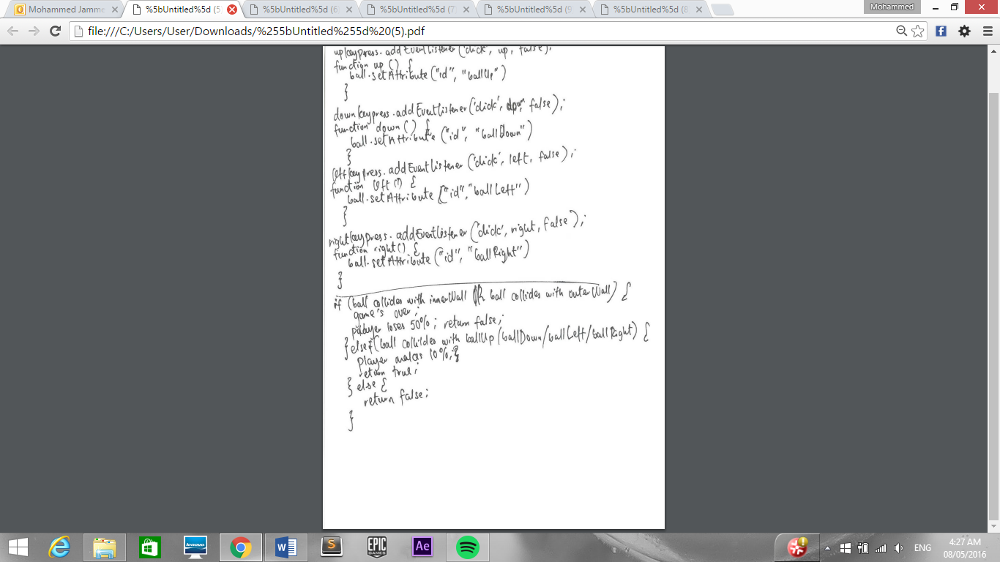 Mohammed Jamme
%5bUntitled%5d (5
%5bUntitled%5d (6
%5bUntitled%5d (7
%5bUntitled%5d (9
%5bUntitled%5d (8
Mohammed
file:///C:/Users/User/Downloads/%255bUntitled%255d%20(5).pdf
upkeypress.addEventListener('click', up, false);
function up () {
ball.setAttribute ("id", "ballUp")
}
downkeypress.addEventListener('click', down, false);
function down () {
ball.setAttribute ("id", "ballDown")
}
leftkeypress.addEventListener ('click', left, false);
function left () {
ball.setAttribute ("id", "ballLeft")
}
rightkeypress.addEventListener ('click', right, false);
function right () {
ball.setAttribute ("id", "ballRight")
}
if (ball collides with innerWall OR ball collides with outerWall) {
game's over;
player loses 50%; return false;
} elseif (ball collides with ballUp/ballDown/ballLeft/ballRight) {
player makes 10%;}
return true;
} else {
return false;
}
lenovo
W
S
EPIC
GAMES
Ae
ENG
4:27 AM
08/05/2016